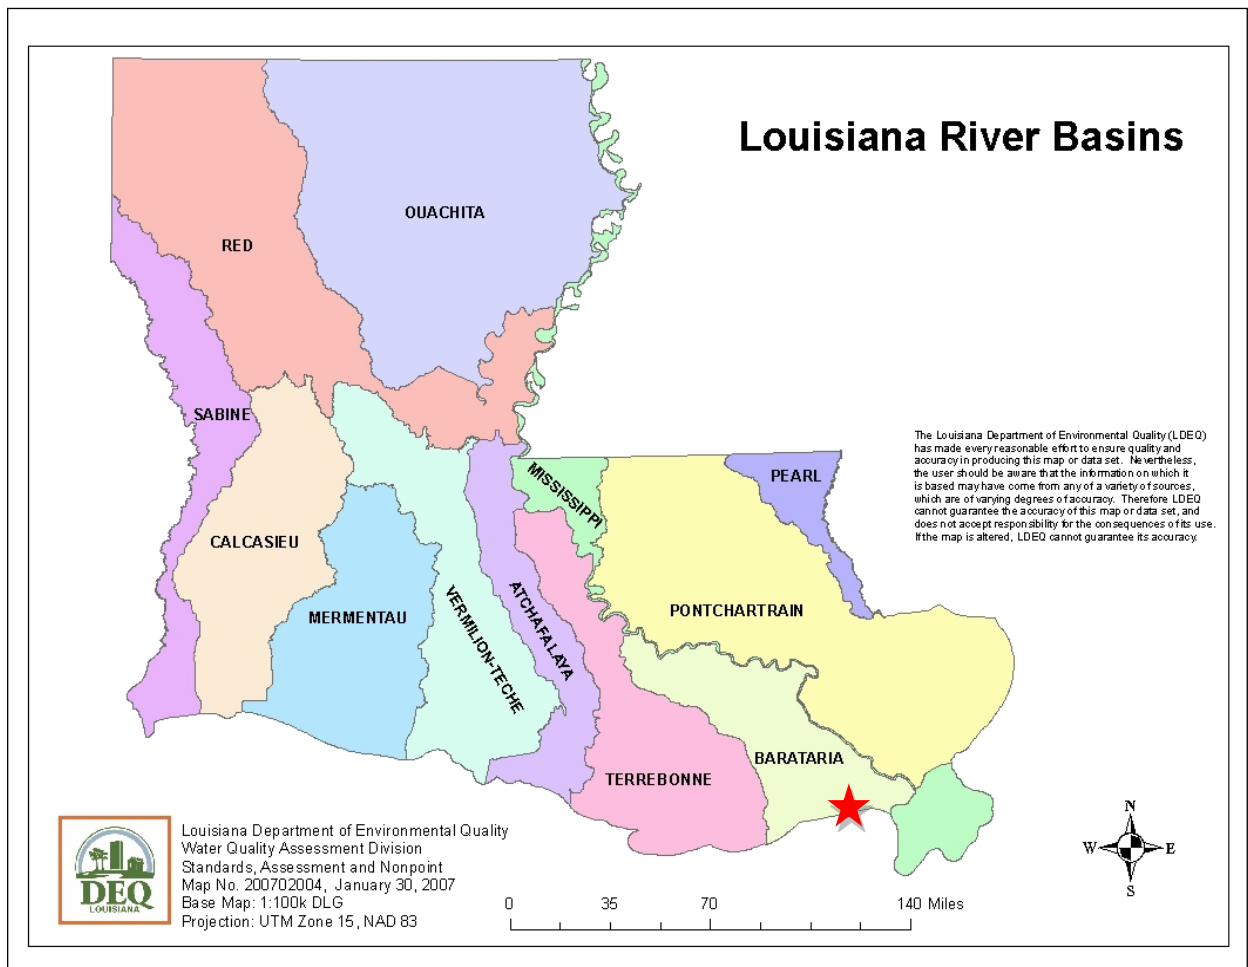 Louisiana River Basins
OUACHITA
RED
SABINE
The Louisiana Department of Environmental Quality (LDEQ)
has made every reasonable effort to ensure quality and
accuracy in producing this map or data set. Nevertheless,
the user should be aware that the information on which it
is based may have come from any of a variety of sources,
which are of varying degrees of accuracy. Therefore LDEQ
cannot guarantee the accuracy of this map or data set, and
does not accept responsibility for the consequences of its use.
If the map is altered, LDEQ cannot guarantee its accuracy.
MISSISSIPPI
PEARL
CALCASIEU
MERMENTAU
VERMILION-TECHE
ATCHAFALAYA
PONTCHARTRAIN
BARATARIA
TERREBONNE
DEQ
LOUISIANA
Louisiana Department of Environmental Quality
Water Quality Assessment Division
Standards, Assessment and Nonpoint
Map No. 200702004, January 30, 2007
Base Map: 1:100k DLG
Projection: UTM Zone 15, NAD 83
0 35 70 140 Miles
N
W E
S